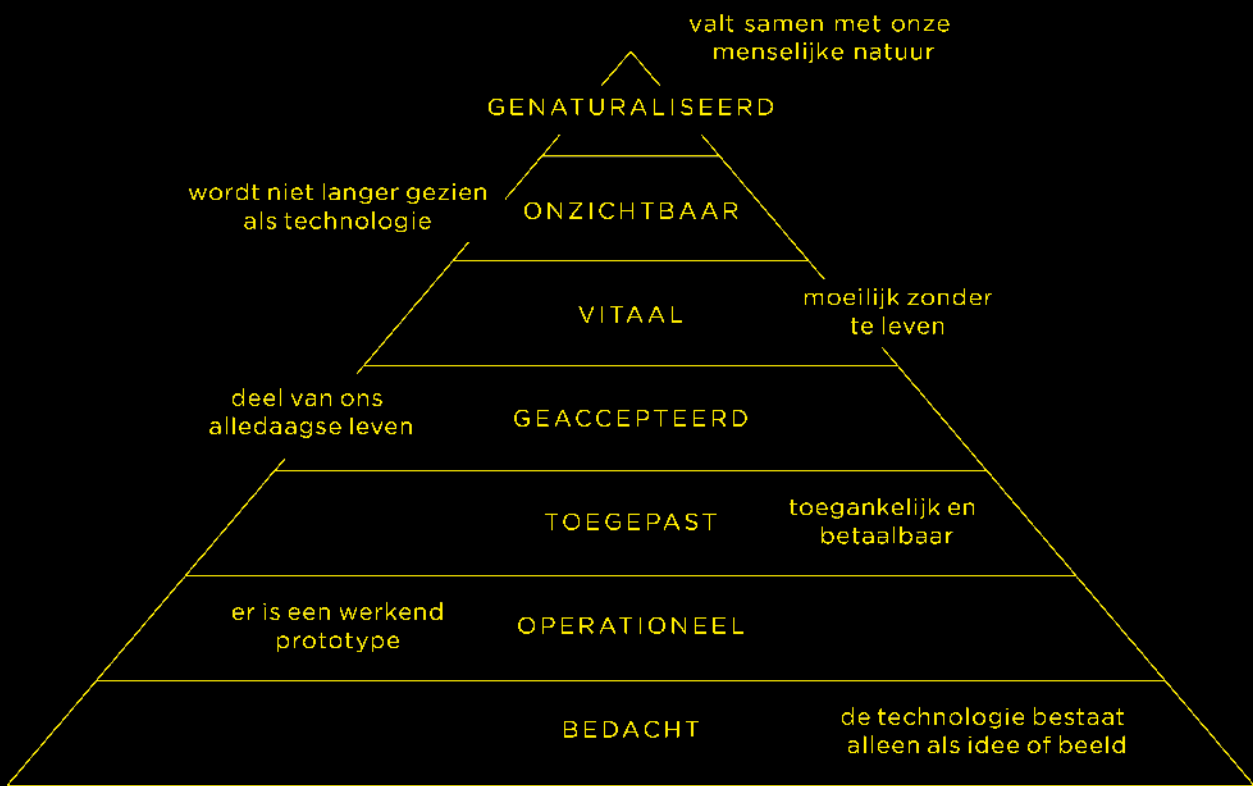 valt samen met onze
menselijke natuur
GENATURALISEERD
wordt niet langer gezien
als technologie
ONZICHTBAAR
VITAAL
moeilijk zonder
te leven
deel van ons
alledaagse leven
GEACCEPTEERD
TOEGEPAST
toegankelijk en
betaalbaar
er is een werkend
prototype
OPERATIONEEL
BEDACHT
de technologie bestaat
alleen als idee of beeld